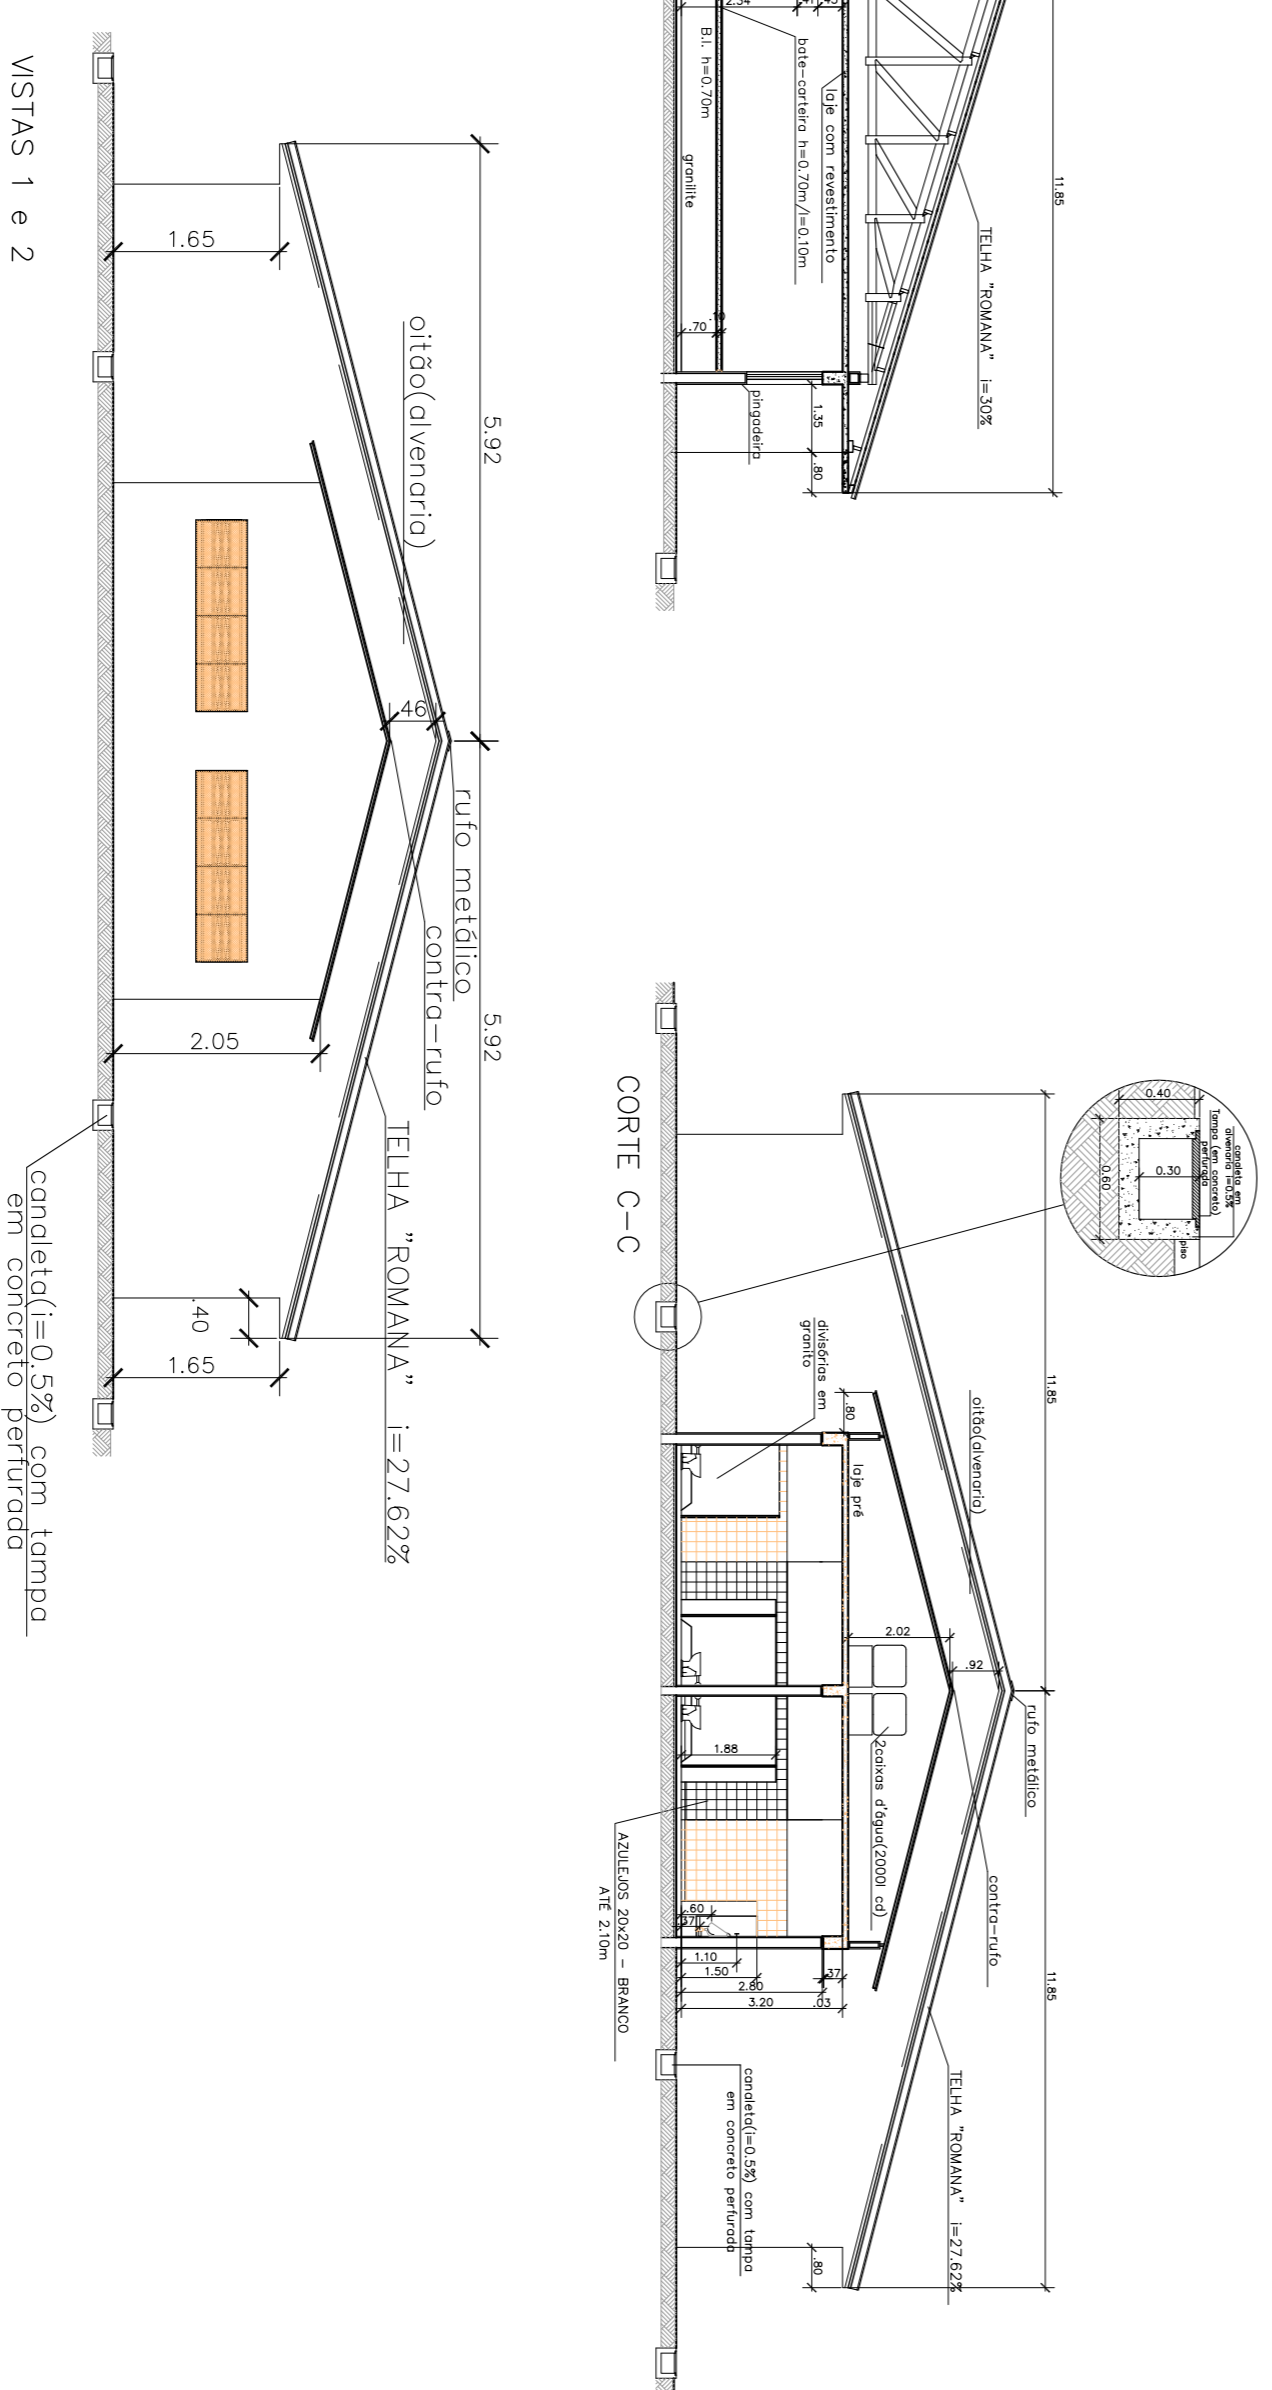 2.34
.41
.45
B.I. h=0.70m
bate-carteira h=0.70m/l=0.10m
laje com revestimento
granilite
11.85
TELHA "ROMANA" i=30%
.10
.70
pingadeira
1.35
.80
VISTAS 1 e 2
5.92
5.92
1.65
oitão(alvenaria)
.46
rufo metálico
contra-rufo
2.05
TELHA "ROMANA" i=27.62%
.40
1.65
canaleta(i=0.5%) com tampa
em concreto perfurada
CORTE C-C
canaleta em
alvenaria i=0.5%
Tampa (em concreto)
perfurada
0.40
0.30
0.60
piso
11.85
11.85
oitão(alvenaria)
divisórias em
granito
.80
laje pré
2.02
.92
rufo metálico
2caixas d'água(2000l cd)
contra-rufo
1.88
AZULEJOS 20x20 - BRANCO
ATÉ 2.10m
.60
.37
1.10
1.50
2.80
.37
3.20
.03
canaleta(i=0.5%) com tampa
em concreto perfurada
TELHA "ROMANA" i=27.62%
.80